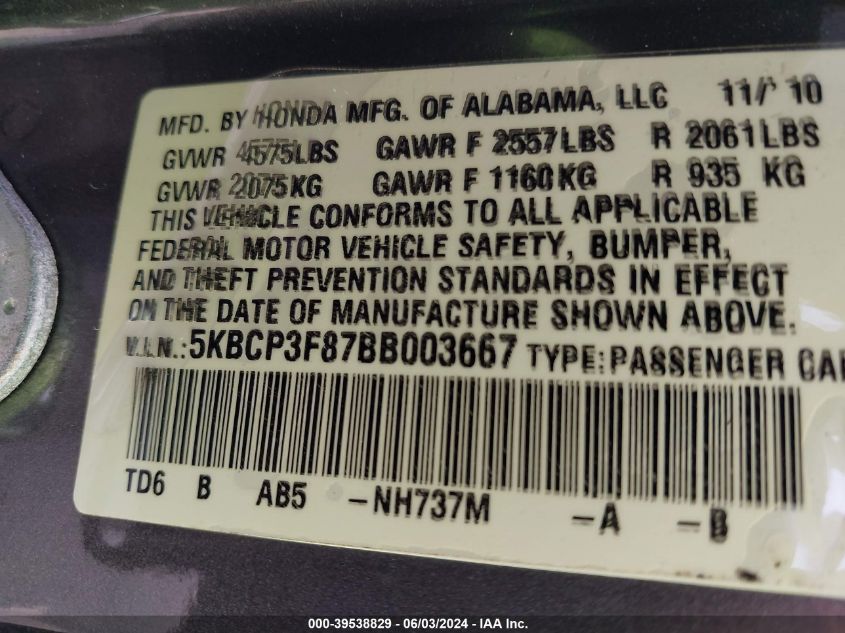 MFD. BY HONDA MFG. OF ALABAMA, LLC 11/10
GVWR 4575LBS GAWR F 2557LBS R 2061LBS
GVWR 2075KG GAWR F 1160KG R 935 KG
THIS VEHICLE CONFORMS TO ALL APPLICABLE
FEDERAL MOTOR VEHICLE SAFETY, BUMPER,
AND THEFT PREVENTION STANDARDS IN EFFECT
ON THE DATE OF MANUFACTURE SHOWN ABOVE.
V.I.N.:5KBCP3F87BB003667 TYPE:PASSENGER CAR
TD6 B AB5 -NH737M -A -B
000-39538829 / 06/03/2024 - IAA Inc.